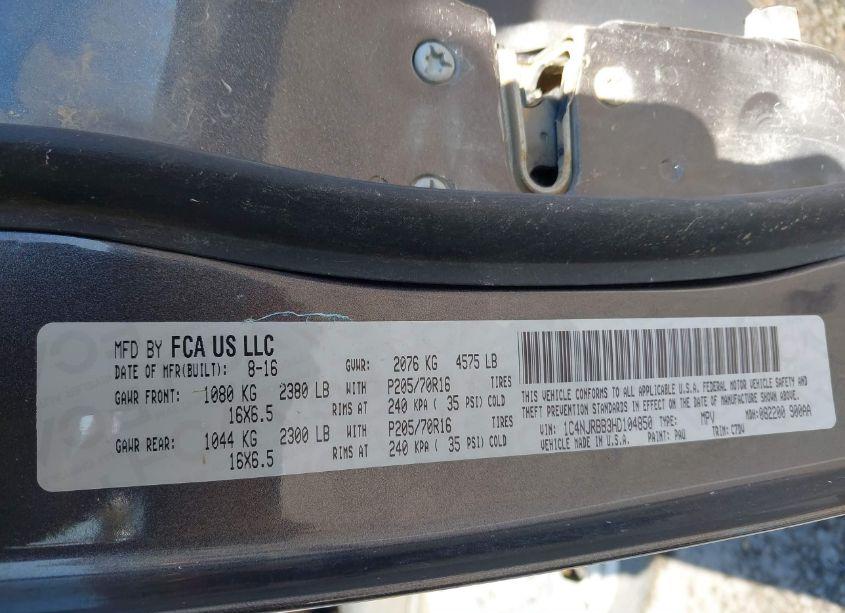 MFD BY FCA US LLC
DATE OF MFR(BUILT): 8-16 GVWR: 2076 KG 4575 LB
GAWR FRONT: 1080 KG 2380 LB WITH P205/70R16 TIRES
16X6.5 RIMS AT 240 KPA ( 35 PSI) COLD
GAWR REAR: 1044 KG 2300 LB WITH P205/70R16 TIRES
16X6.5 RIMS AT 240 KPA ( 35 PSI) COLD
THIS VEHICLE CONFORMS TO ALL APPLICABLE U.S.A. FEDERAL MOTOR VEHICLE SAFETY AND
THEFT PREVENTION STANDARDS IN EFFECT ON THE DATE OF MANUFACTURE SHOWN ABOVE.
VIN: 1C4NJRBB3HD104850 TYPE: MPV MDH: 082200 900AA
VEHICLE MADE IN U.S.A. PAINT: PAU TRIM: C7DV